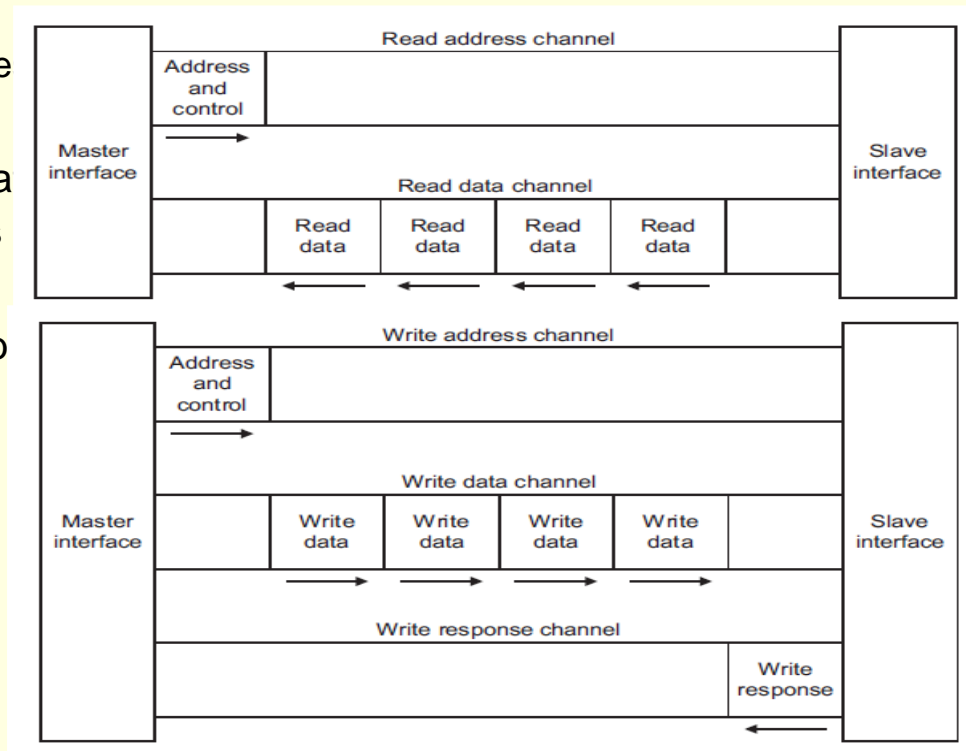 Read address channel
Address
and
control
Master
interface
Slave
interface
Read data channel
Read
data
Read
data
Read
data
Read
data
Write address channel
Address
and
control
Write data channel
Master
interface
Write
data
Write
data
Write
data
Write
data
Slave
interface
Write response channel
Write
response